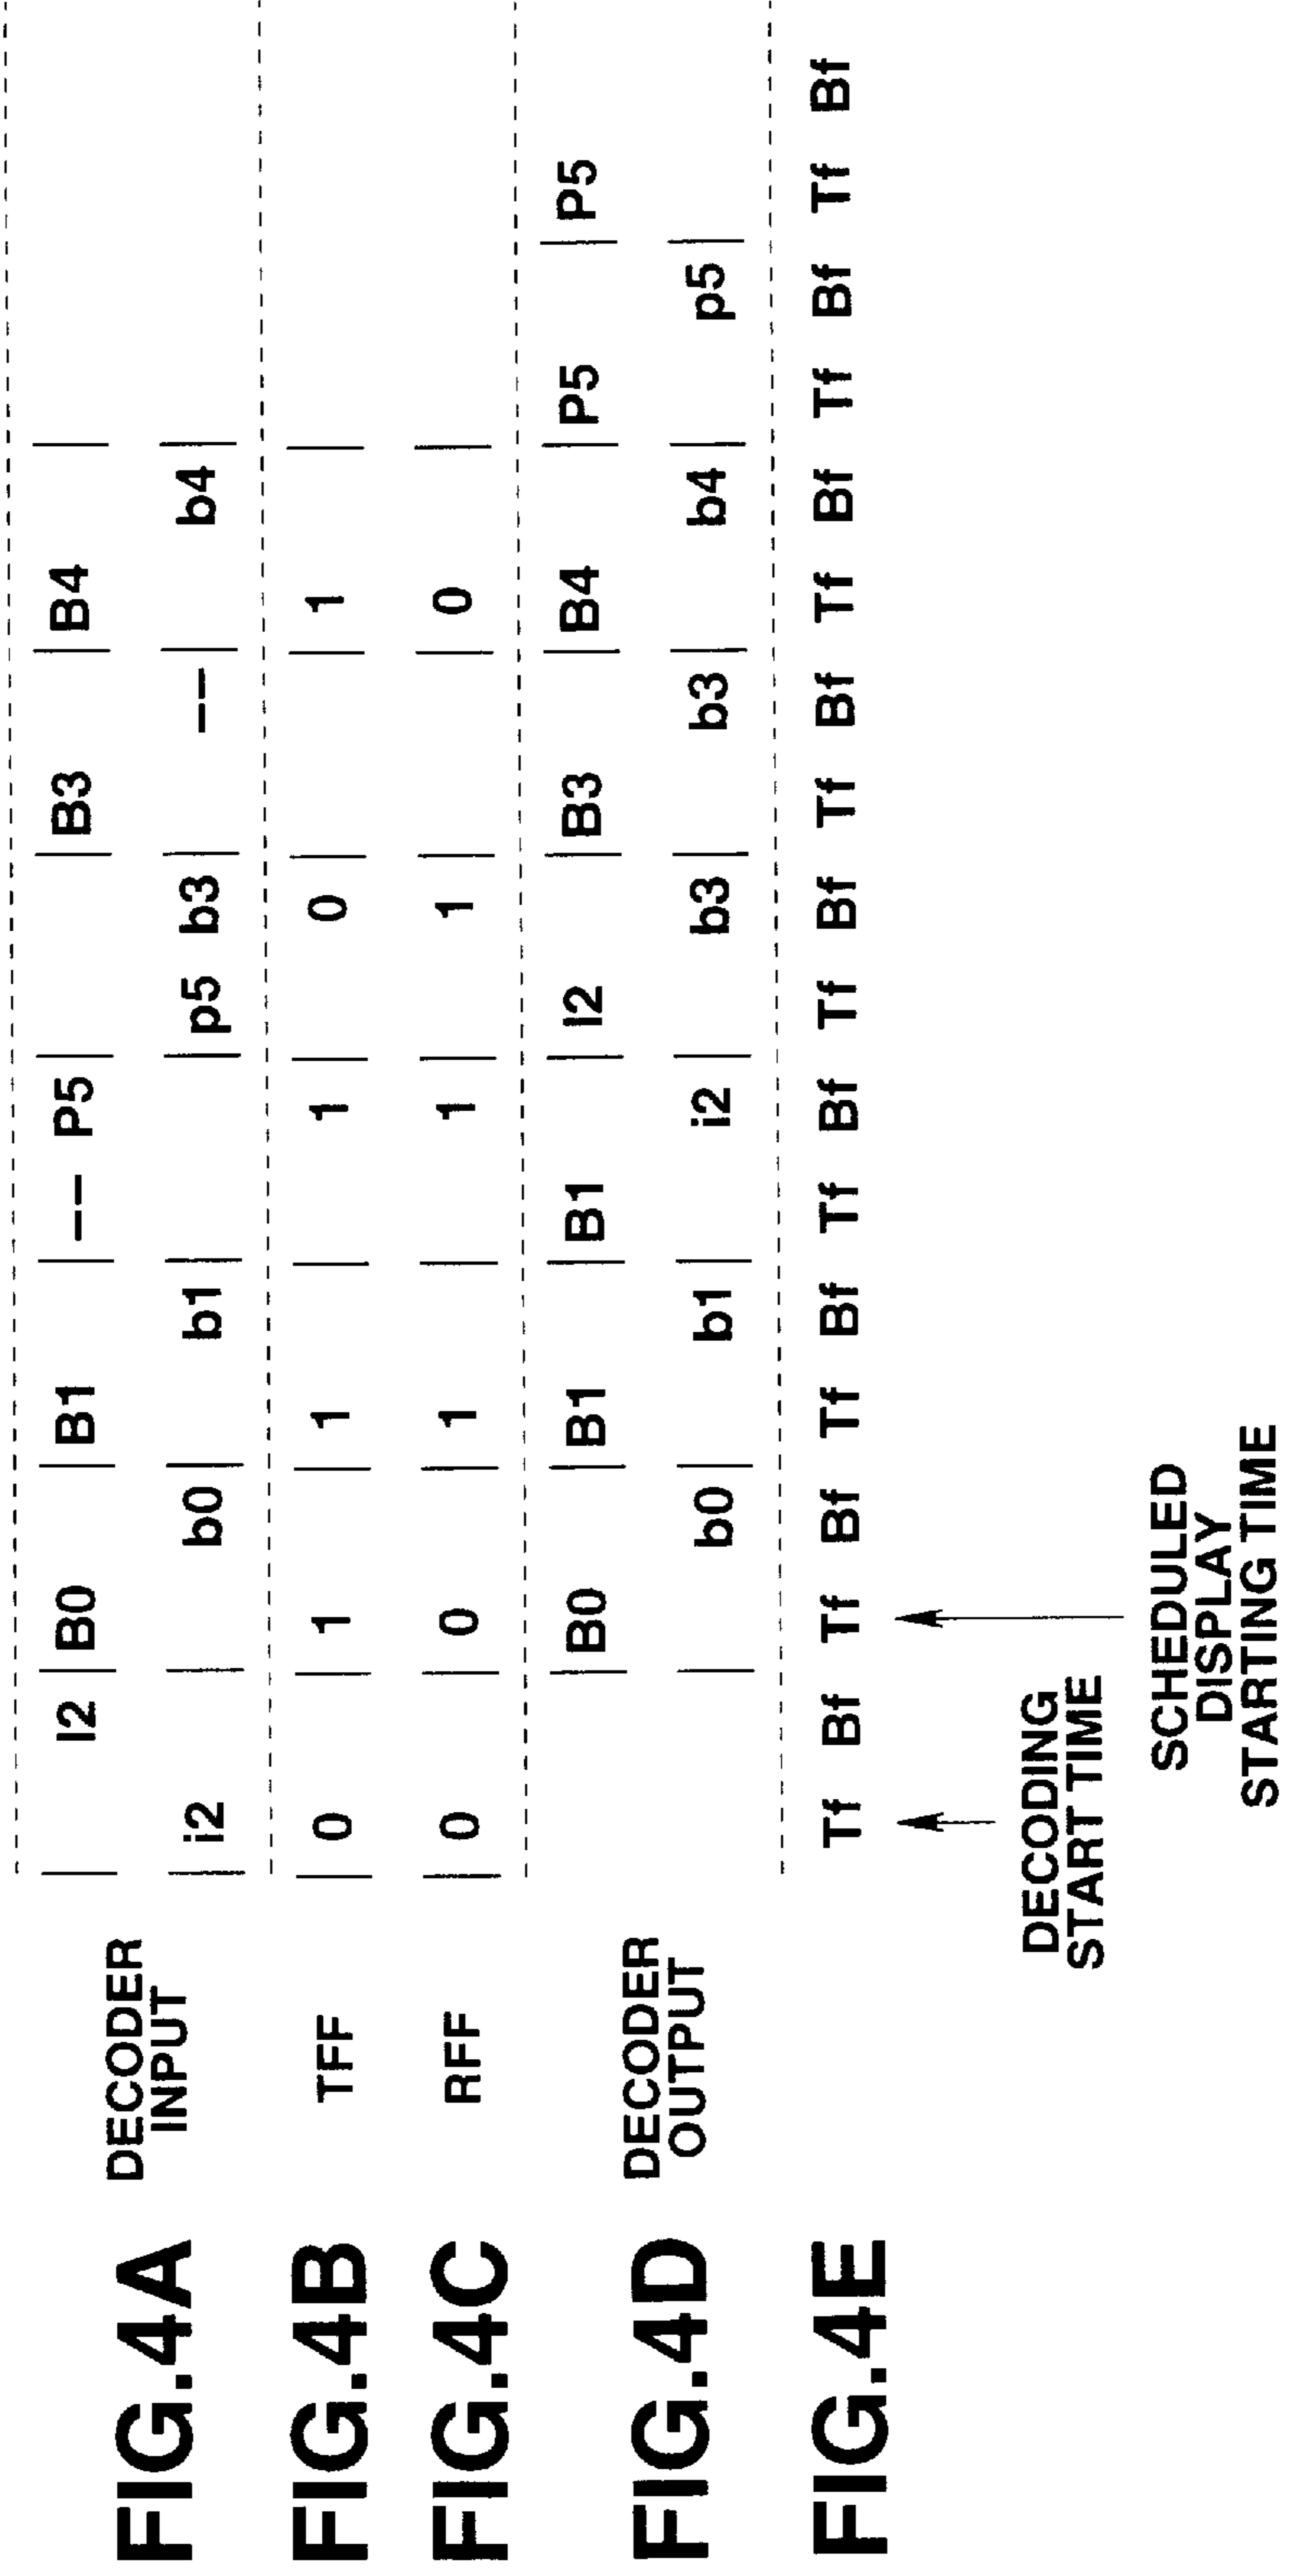 FIG.4A
DECODER
INPUT
I2 B0 B1 -- P5 B3 B4
i2 b0 b1 p5 b3 -- b4
FIG.4B
TFF 0 1 1 1 0 1
FIG.4C
RFF 0 0 1 1 1 0
FIG.4D
DECODER
OUTPUT
B0 B1 B1 I2 B3 B4 P5 P5
b0 b1 i2 b3 b3 b4 p5
FIG.4E
Tf Bf Tf Bf Tf Bf Tf Bf Tf Bf Tf Bf Tf Bf Tf Bf Tf Bf
DECODING
START TIME
SCHEDULED
DISPLAY
STARTING TIME